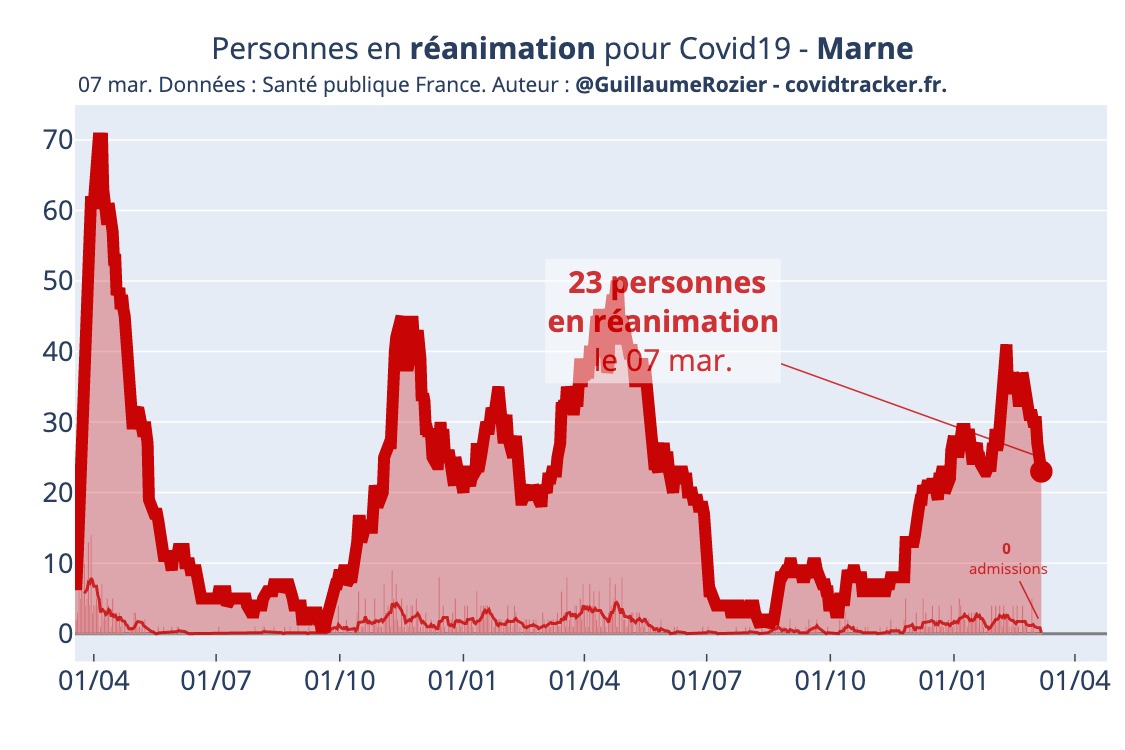 Personnes en réanimation pour Covid19 - Marne
07 mar. Données : Santé publique France. Auteur : @GuillaumeRozier - covidtracker.fr.
70
60
50
40
30
20
10
0
23 personnes
en réanimation
le 07 mar.
0
admissions
01/04 01/07 01/10 01/01 01/04 01/07 01/10 01/01 01/04